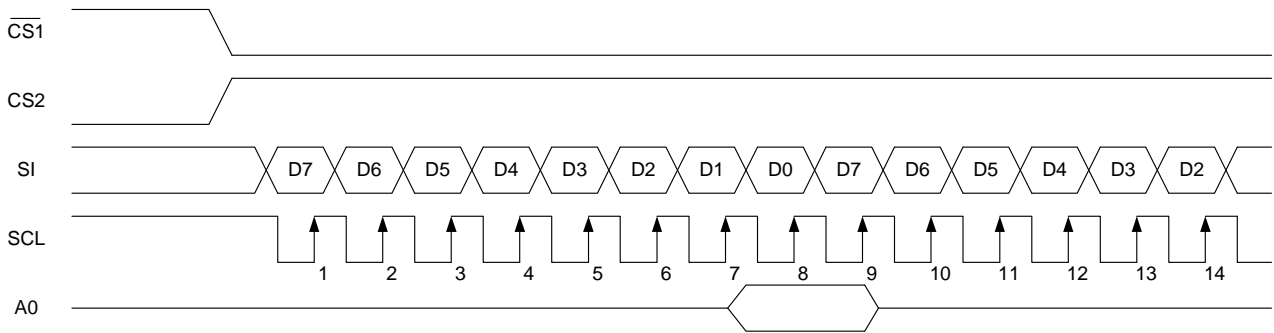 C̅S̅1̅
CS2
SI D7 D6 D5 D4 D3 D2 D1 D0 D7 D6 D5 D4 D3 D2
SCL
1 2 3 4 5 6 7 8 9 10 11 12 13 14
A0